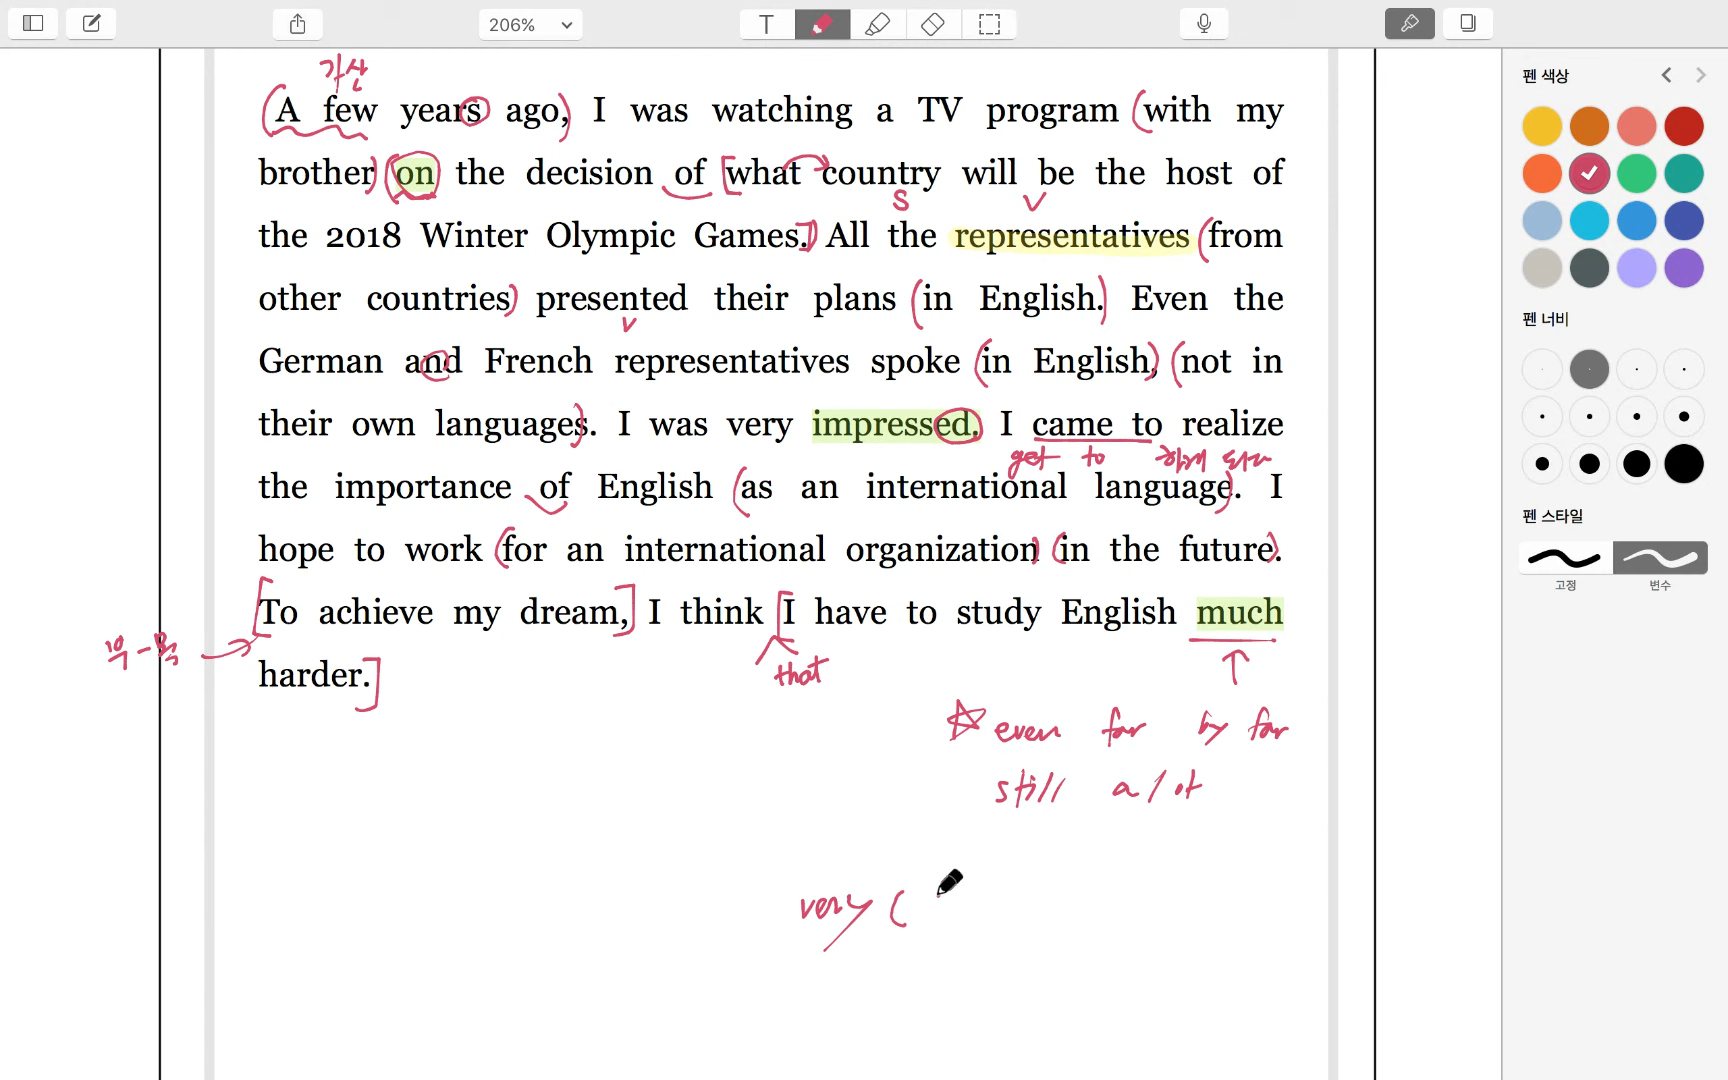 206%
T
펜 색상
가산
A few years ago, I was watching a TV program with my
brother on the decision of what country will be the host of
S V
the 2018 Winter Olympic Games. All the representatives from
other countries presented their plans in English. Even the
V
German and French representatives spoke in English, not in
their own languages. I was very impressed. I came to realize
get to 하게 되다
the importance of English as an international language. I
hope to work for an international organization in the future.
To achieve my dream, I think I have to study English much
harder.
that
☆ even far by far
still a lot
very (
펜 너비
펜 스타일
고정 변수